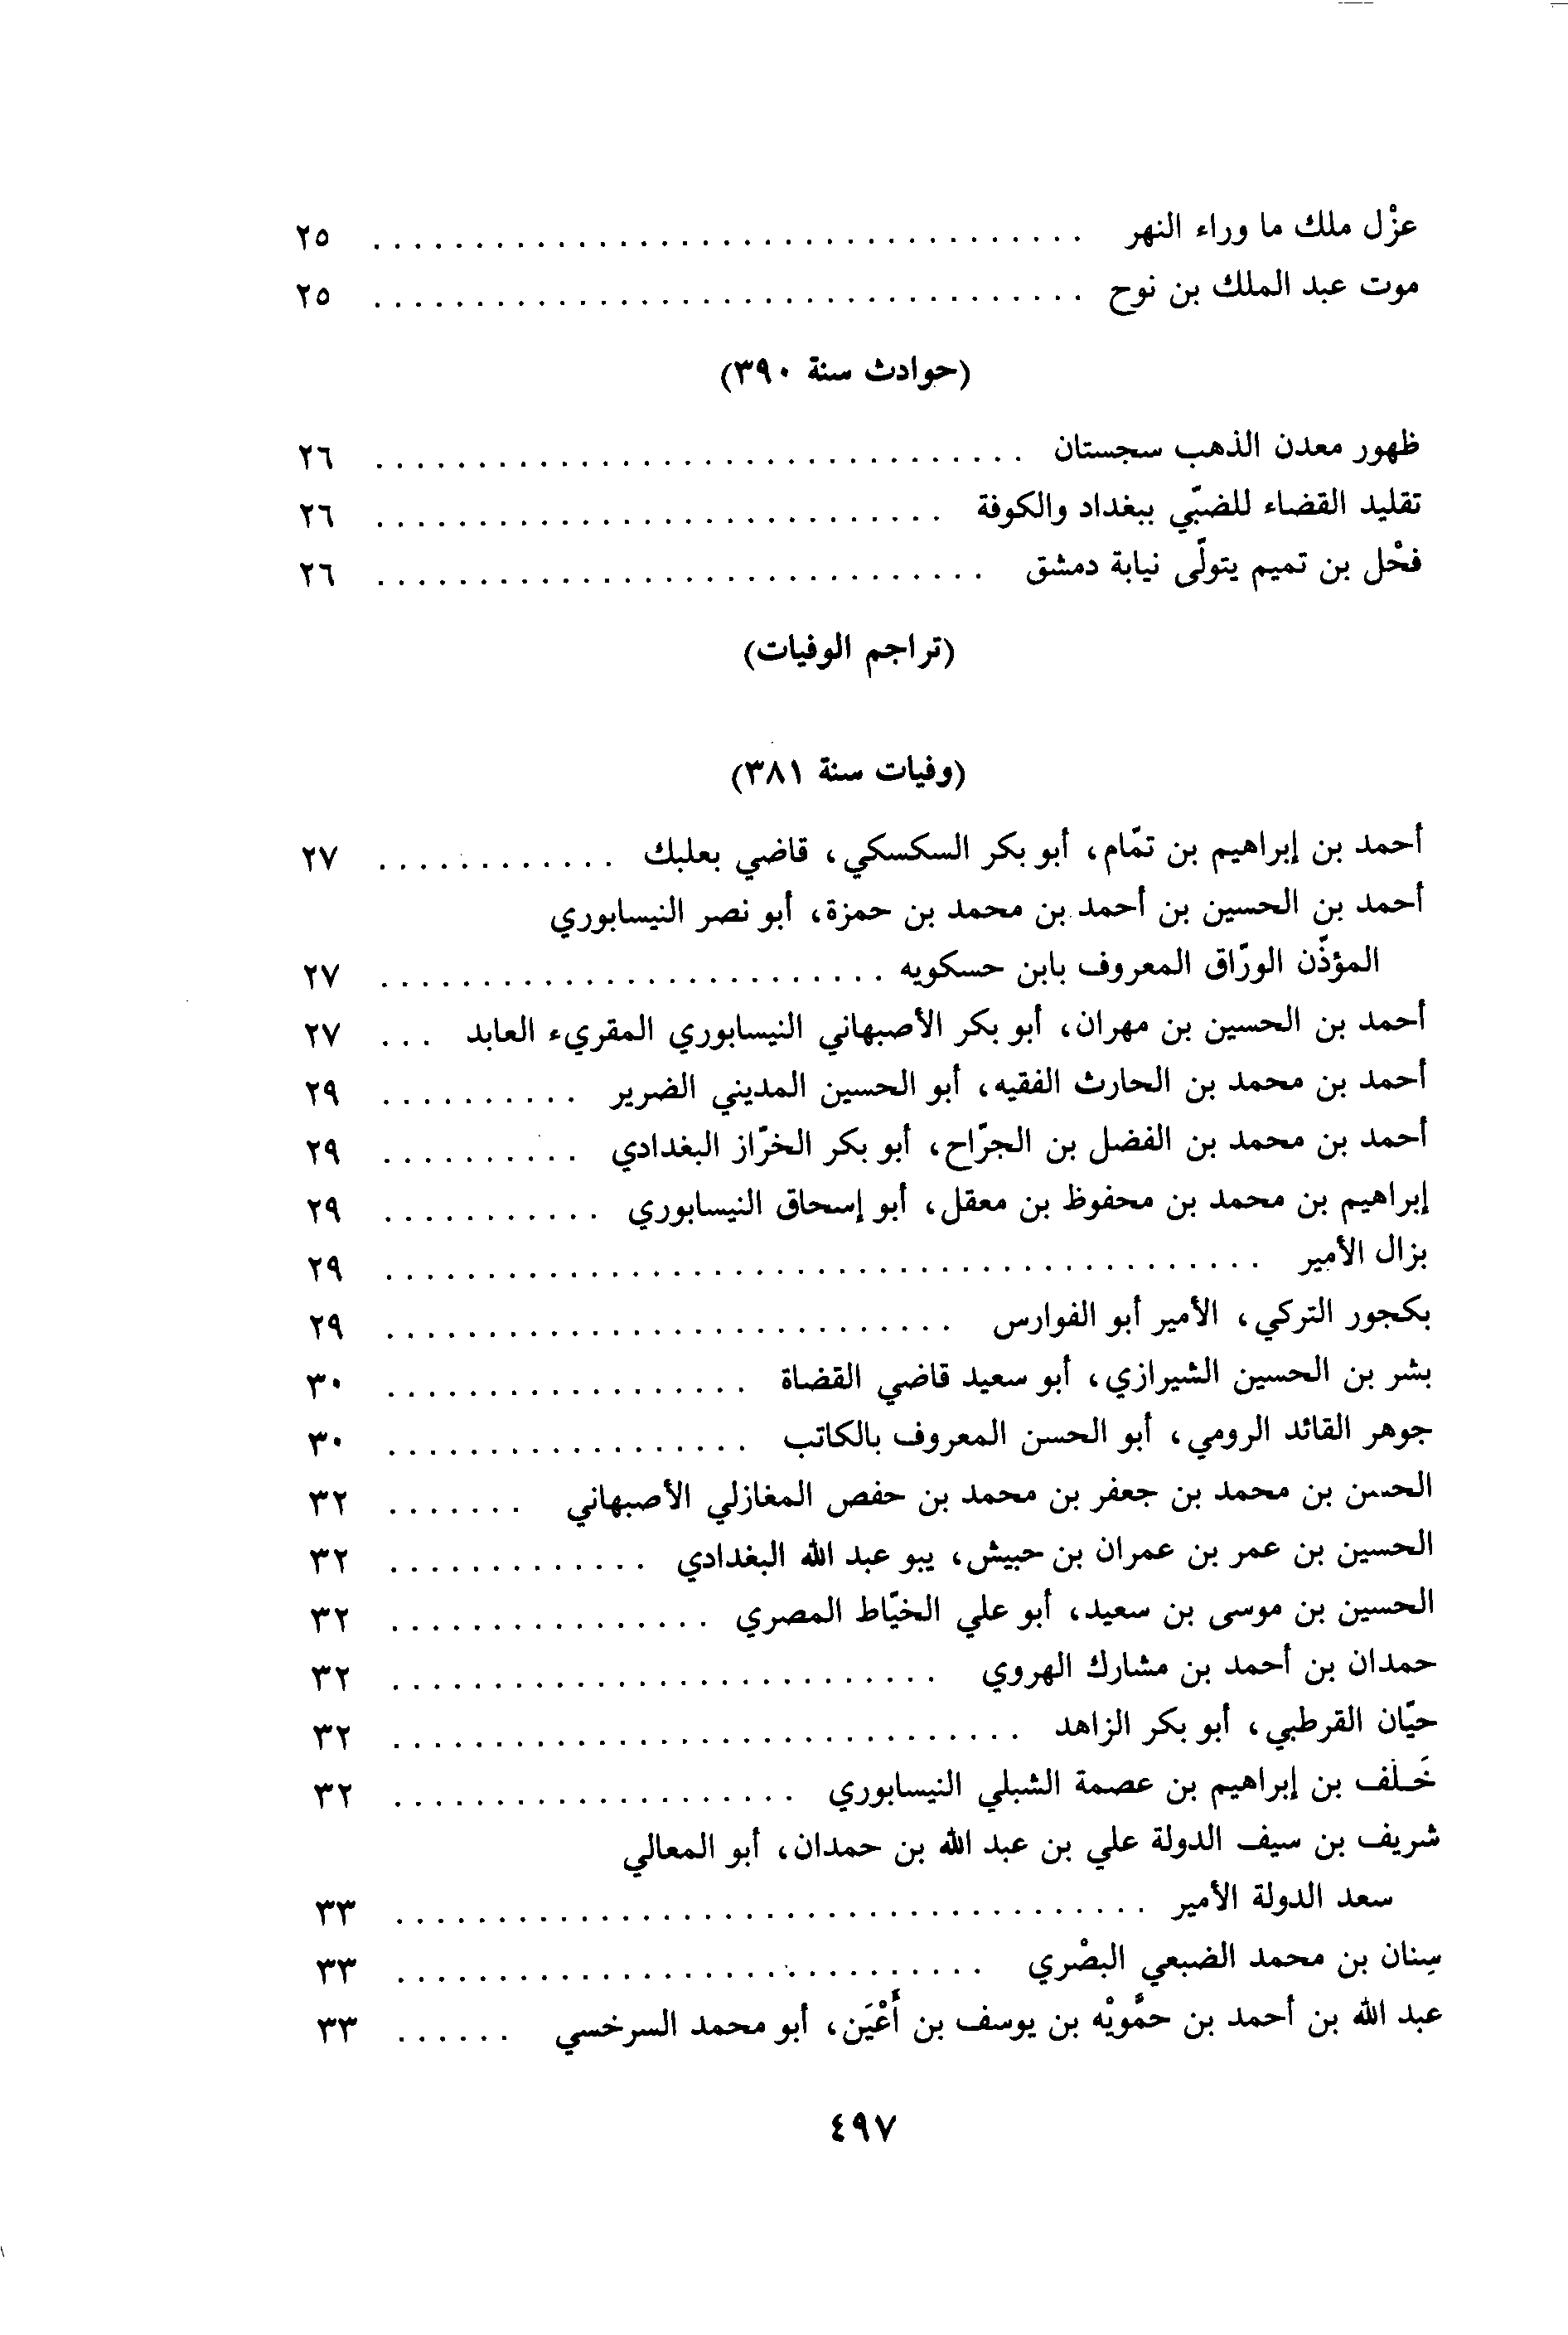 عزْل ملك ما وراء النهر . . . . . . . . . . . . . . . . . . . . . . . . . . . . . . . . . . . ٢٥
موت عبد الملك بن نوح . . . . . . . . . . . . . . . . . . . . . . . . . . . . . . . . . . . ٢٥
(حوادث سنة ٣٩٠)
ظهور معدن الذهب سجستان . . . . . . . . . . . . . . . . . . . . . . . . . . . . . . . . ٢٦
تقليد القضاء للضبّي ببغداد والكوفة . . . . . . . . . . . . . . . . . . . . . . . . . . . . ٢٦
فحْل بن تميم يتولّى نيابة دمشق . . . . . . . . . . . . . . . . . . . . . . . . . . . . . . ٢٦
(تراجم الوفيات)
(وفيات سنة ٣٨١)
أحمد بن إبراهيم بن تمّام، أبو بكر السكسكي، قاضي بعلبك . . . . . . . . . . . . ٢٧
أحمد بن الحسين بن أحمد بن محمد بن حمزة، أبو نصر النيسابوري
المؤذّن الورّاق المعروف بابن حسكويه . . . . . . . . . . . . . . . . . . . . . . . . . ٢٧
أحمد بن الحسين بن مهران، أبو بكر الأصبهاني النيسابوري المقريء العابد . . . ٢٧
أحمد بن محمد بن الحارث الفقيه، أبو الحسين المديني الضرير . . . . . . . . . . ٢٩
أحمد بن محمد بن الفضل بن الجرّاح، أبو بكر الخزّاز البغدادي . . . . . . . . . . ٢٩
إبراهيم بن محمد بن محفوظ بن معقل، أبو إسحاق النيسابوري . . . . . . . . . . . ٢٩
بزال الأمير . . . . . . . . . . . . . . . . . . . . . . . . . . . . . . . . . . . . . . . . . . . ٢٩
بكجور التركي، الأمير أبو الفوارس . . . . . . . . . . . . . . . . . . . . . . . . . . . . ٢٩
بشر بن الحسين الشيرازي، أبو سعيد قاضي القضاة . . . . . . . . . . . . . . . . . . ٣٠
جوهر القائد الرومي، أبو الحسن المعروف بالكاتب . . . . . . . . . . . . . . . . . . ٣٠
الحسن بن محمد بن جعفر بن محمد بن حفص المغازلي الأصبهاني . . . . . . . ٣٢
الحسين بن عمر بن عمران بن حبيش، يبو عبد الله البغدادي . . . . . . . . . . . . . ٣٢
الحسين بن موسى بن سعيد، أبو علي الخيّاط المصري . . . . . . . . . . . . . . . . ٣٢
حمدان بن أحمد بن مشارك الهروي . . . . . . . . . . . . . . . . . . . . . . . . . . . ٣٢
حيّان القرطبي، أبو بكر الزاهد . . . . . . . . . . . . . . . . . . . . . . . . . . . . . . . ٣٢
خَـلَف بن إبراهيم بن عصمة الشبلي النيسابوري . . . . . . . . . . . . . . . . . . . . ٣٢
شريف بن سيف الدولة علي بن عبد الله بن حمدان، أبو المعالي
سعد الدولة الأمير . . . . . . . . . . . . . . . . . . . . . . . . . . . . . . . . . . . . . ٣٣
سِنان بن محمد الضبعي البصْري . . . . . . . . . . . . . . . . . . . . . . . . . . . . . ٣٣
عبد الله بن أحمد بن حمُّويْه بن يوسف بن أَعْيَن، أبو محمد السرخسي . . . . . . ٣٣
٤٩٧